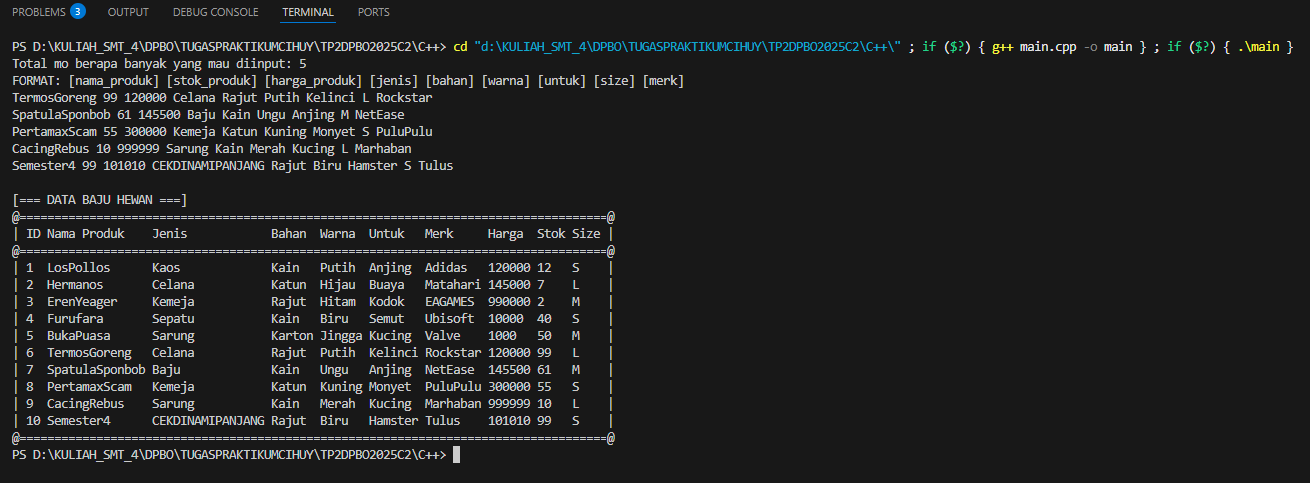 PROBLEMS 3 OUTPUT DEBUG CONSOLE TERMINAL PORTS
PS D:\KULIAH_SMT_4\DPBO\TUGASPRAKTIKUMCIHUY\TP2DPBO2025C2\C++> cd "d:\KULIAH_SMT_4\DPBO\TUGASPRAKTIKUMCIHUY\TP2DPBO2025C2\C++\" ; if ($?) { g++ main.cpp -o main } ; if ($?) { .\main }
Total mo berapa banyak yang mau diinput: 5
FORMAT: [nama_produk] [stok_produk] [harga_produk] [jenis] [bahan] [warna] [untuk] [size] [merk]
TermosGoreng 99 120000 Celana Rajut Putih Kelinci L Rockstar
SpatulaSponbob 61 145500 Baju Kain Ungu Anjing M NetEase
PertamaxScam 55 300000 Kemeja Katun Kuning Monyet S PuluPulu
CacingRebus 10 999999 Sarung Kain Merah Kucing L Marhaban
Semester4 99 101010 CEKDINAMIPANJANG Rajut Biru Hamster S Tulus
[=== DATA BAJU HEWAN ===]
@====================================================================================@
| ID Nama Produk    Jenis            Bahan  Warna  Untuk   Merk     Harga  Stok Size |
@====================================================================================@
| 1  LosPollos      Kaos             Kain   Putih  Anjing  Adidas   120000 12   S    |
| 2  Hermanos       Celana           Katun  Hijau  Buaya   Matahari 145000 7    L    |
| 3  ErenYeager     Kemeja           Rajut  Hitam  Kodok   EAGAMES  990000 2    M    |
| 4  Furufara       Sepatu           Kain   Biru   Semut   Ubisoft  10000  40   S    |
| 5  BukaPuasa      Sarung           Karton Jingga Kucing  Valve    1000   50   M    |
| 6  TermosGoreng   Celana           Rajut  Putih  Kelinci Rockstar 120000 99   L    |
| 7  SpatulaSponbob Baju             Kain   Ungu   Anjing  NetEase  145500 61   M    |
| 8  PertamaxScam   Kemeja           Katun  Kuning Monyet  PuluPulu 300000 55   S    |
| 9  CacingRebus    Sarung           Kain   Merah  Kucing  Marhaban 999999 10   L    |
| 10 Semester4      CEKDINAMIPANJANG Rajut  Biru   Hamster Tulus    101010 99   S    |
@====================================================================================@
PS D:\KULIAH_SMT_4\DPBO\TUGASPRAKTIKUMCIHUY\TP2DPBO2025C2\C++>